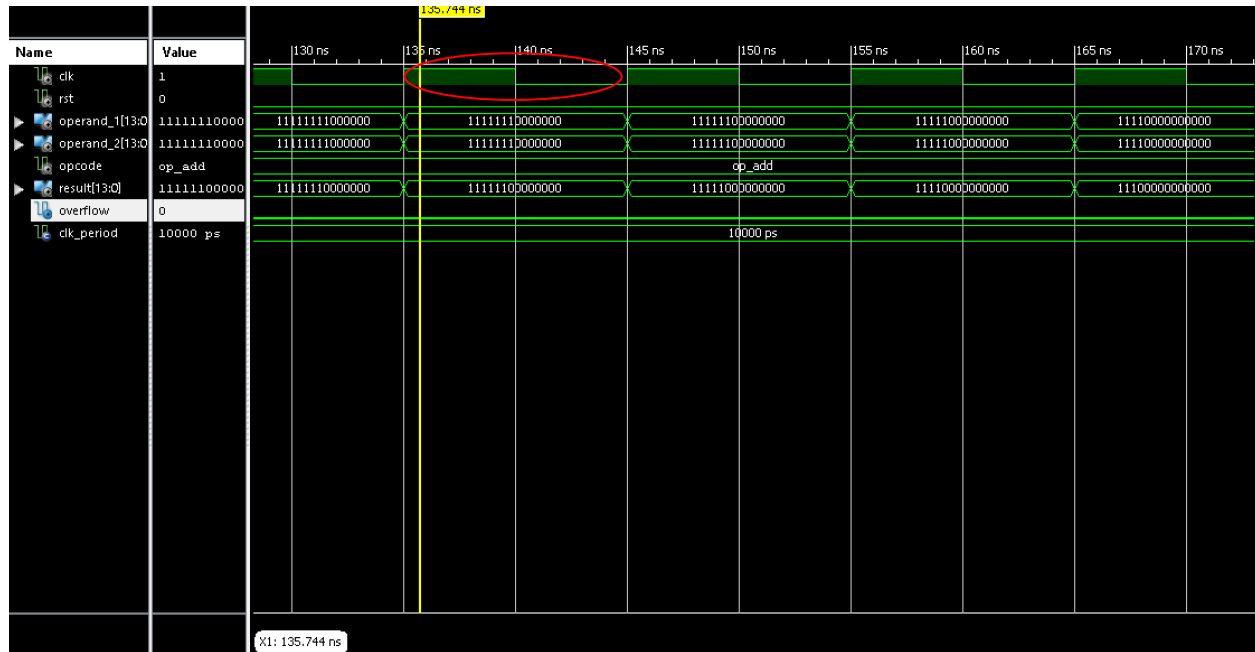 135.744 ns
Name Value 130 ns 135 ns 140 ns 145 ns 150 ns 155 ns 160 ns 165 ns 170 ns
clk 1
rst 0
operand_1[13:0 11111110000 11111111000000 11111110000000 11111100000000 11111000000000 11110000000000
operand_2[13:0 11111110000 11111111000000 11111110000000 11111100000000 11111000000000 11110000000000
opcode op_add op_add
result[13:0] 11111100000 11111110000000 11111100000000 11111000000000 11110000000000 11100000000000
overflow 0
clk_period 10000 ps 10000 ps
X1: 135.744 ns